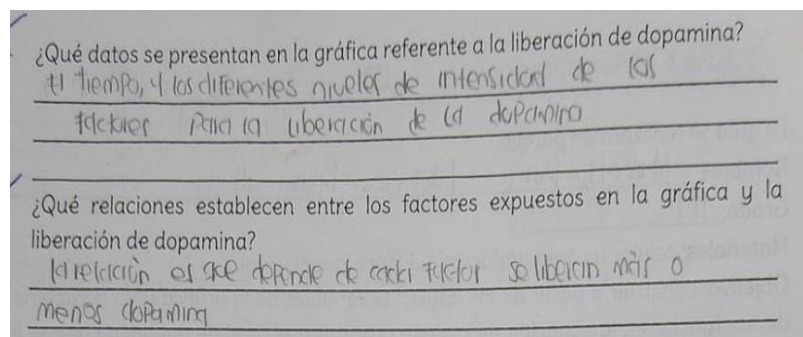 ¿Qué datos se presentan en la gráfica referente a la liberación de dopamina?
El tiempo, y los diferentes niveles de intensidad de los
factores para la liberación de la dopamina
¿Qué relaciones establecen entre los factores expuestos en la gráfica y la
liberación de dopamina?
la relación es que depende de cada factor se liberan más o
menos dopamina